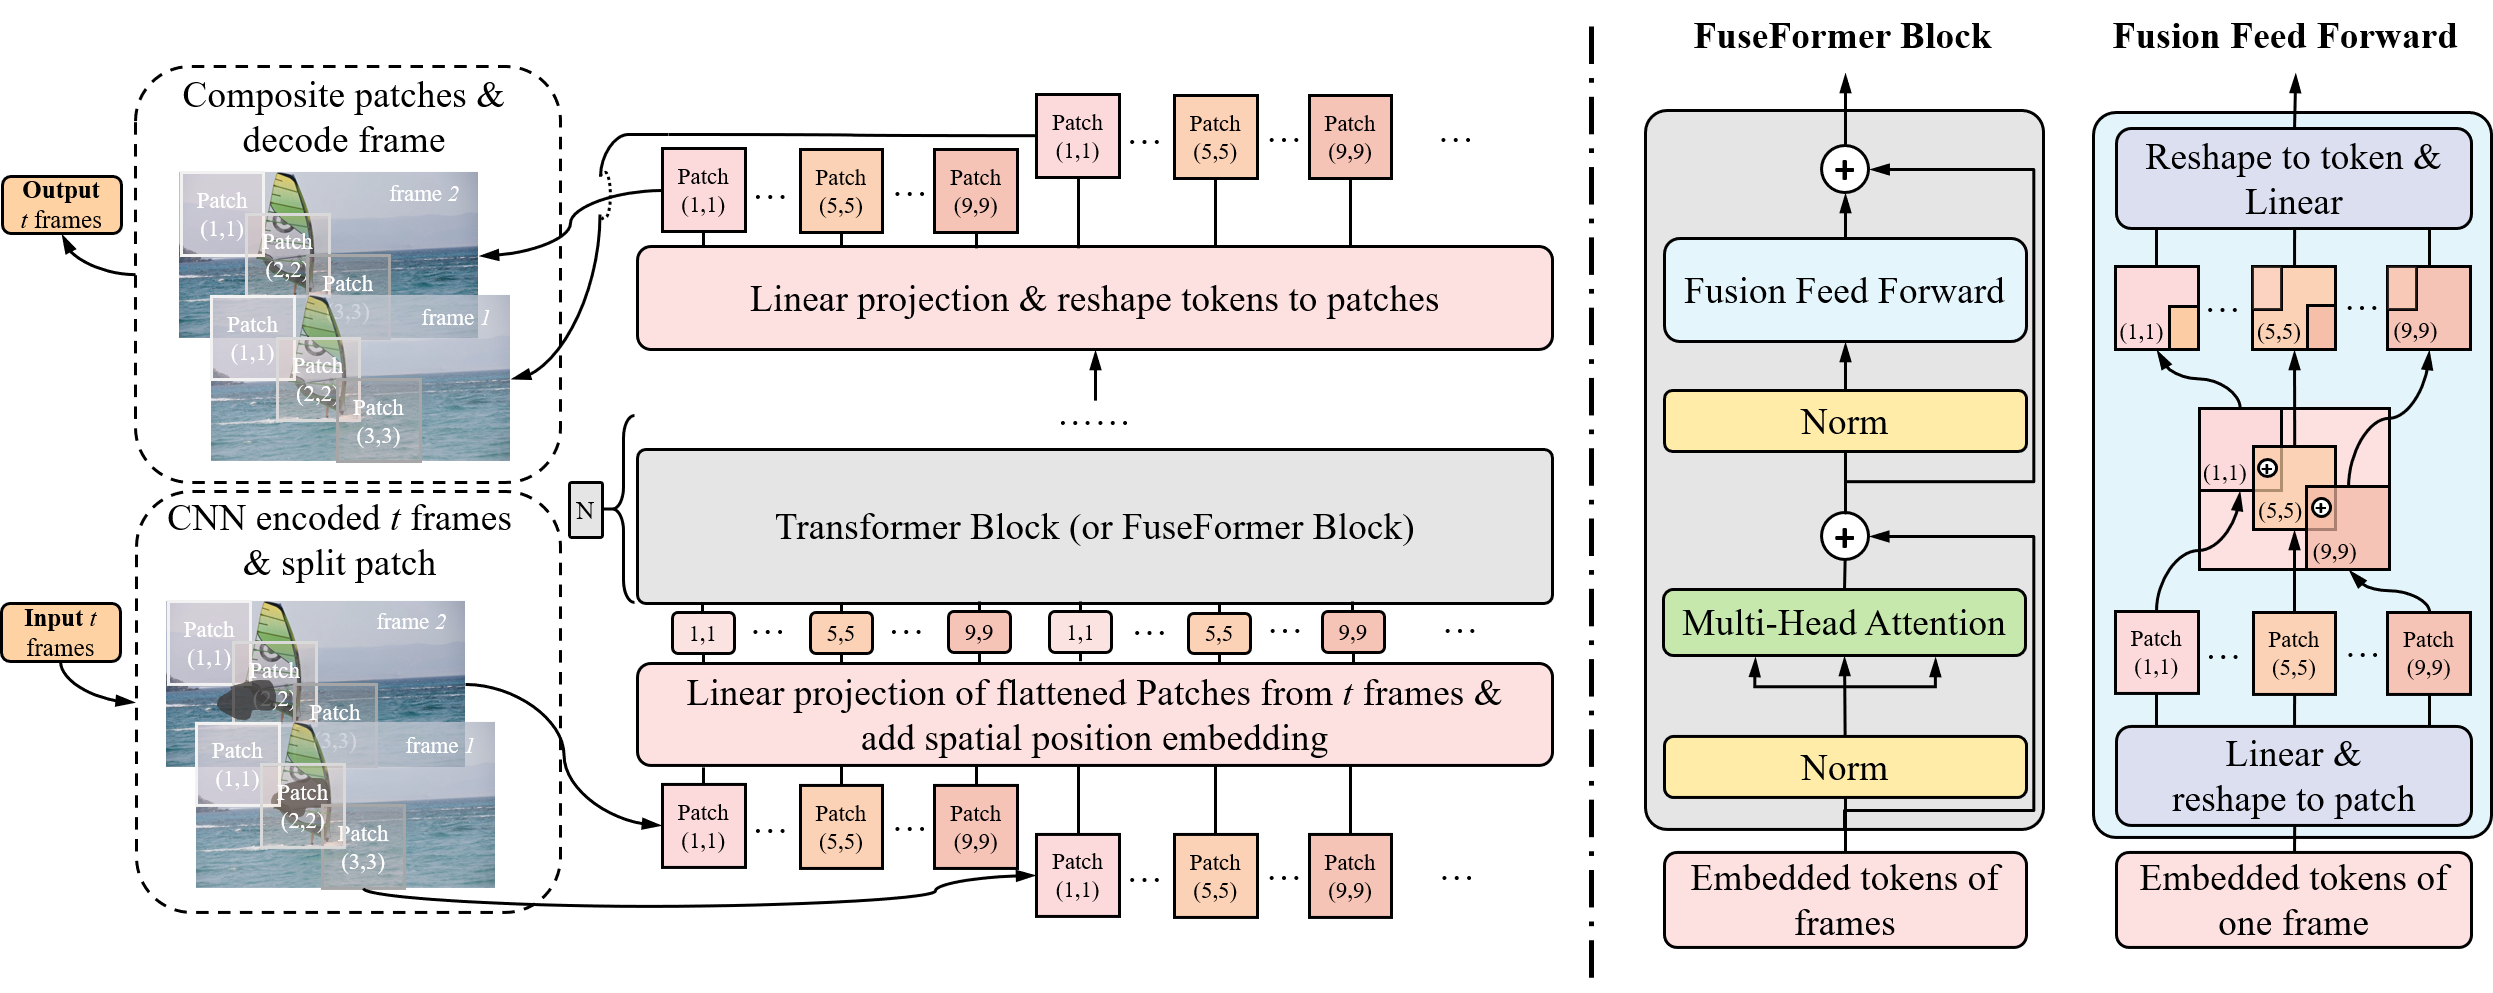 Composite patches &
decode frame
Output
t frames
frame 2
Patch
(1,1)
Patch
(2,2)
Patch
(3,3)
frame 1
Patch
(1,1)
Patch
(2,2)
Patch
(3,3)
CNN encoded t frames
& split patch
Input t
frames
frame 2
Patch
(1,1)
Patch
(2,2)
Patch
(3,3)
frame 1
Patch
(1,1)
Patch
(2,2)
Patch
(3,3)
Patch
(1,1)
...
Patch
(5,5)
...
Patch
(9,9)
...
Patch
(1,1)
...
Patch
(5,5)
...
Patch
(9,9)
Linear projection & reshape tokens to patches
......
N
Transformer Block (or FuseFormer Block)
1,1 ... 5,5 ... 9,9 1,1 ... 5,5 ... 9,9 ...
Linear projection of flattened Patches from t frames &
add spatial position embedding
Patch
(1,1)
...
Patch
(5,5)
...
Patch
(9,9)
Patch
(1,1)
...
Patch
(5,5)
...
Patch
(9,9)
...
FuseFormer Block
+
Fusion Feed Forward
Norm
+
Multi-Head Attention
Norm
Embedded tokens of
frames
Fusion Feed Forward
Reshape to token &
Linear
(1,1) ... (5,5) ... (9,9)
(1,1)
+
(5,5)
+
(9,9)
Patch
(1,1)
...
Patch
(5,5)
...
Patch
(9,9)
Linear &
reshape to patch
Embedded tokens of
one frame